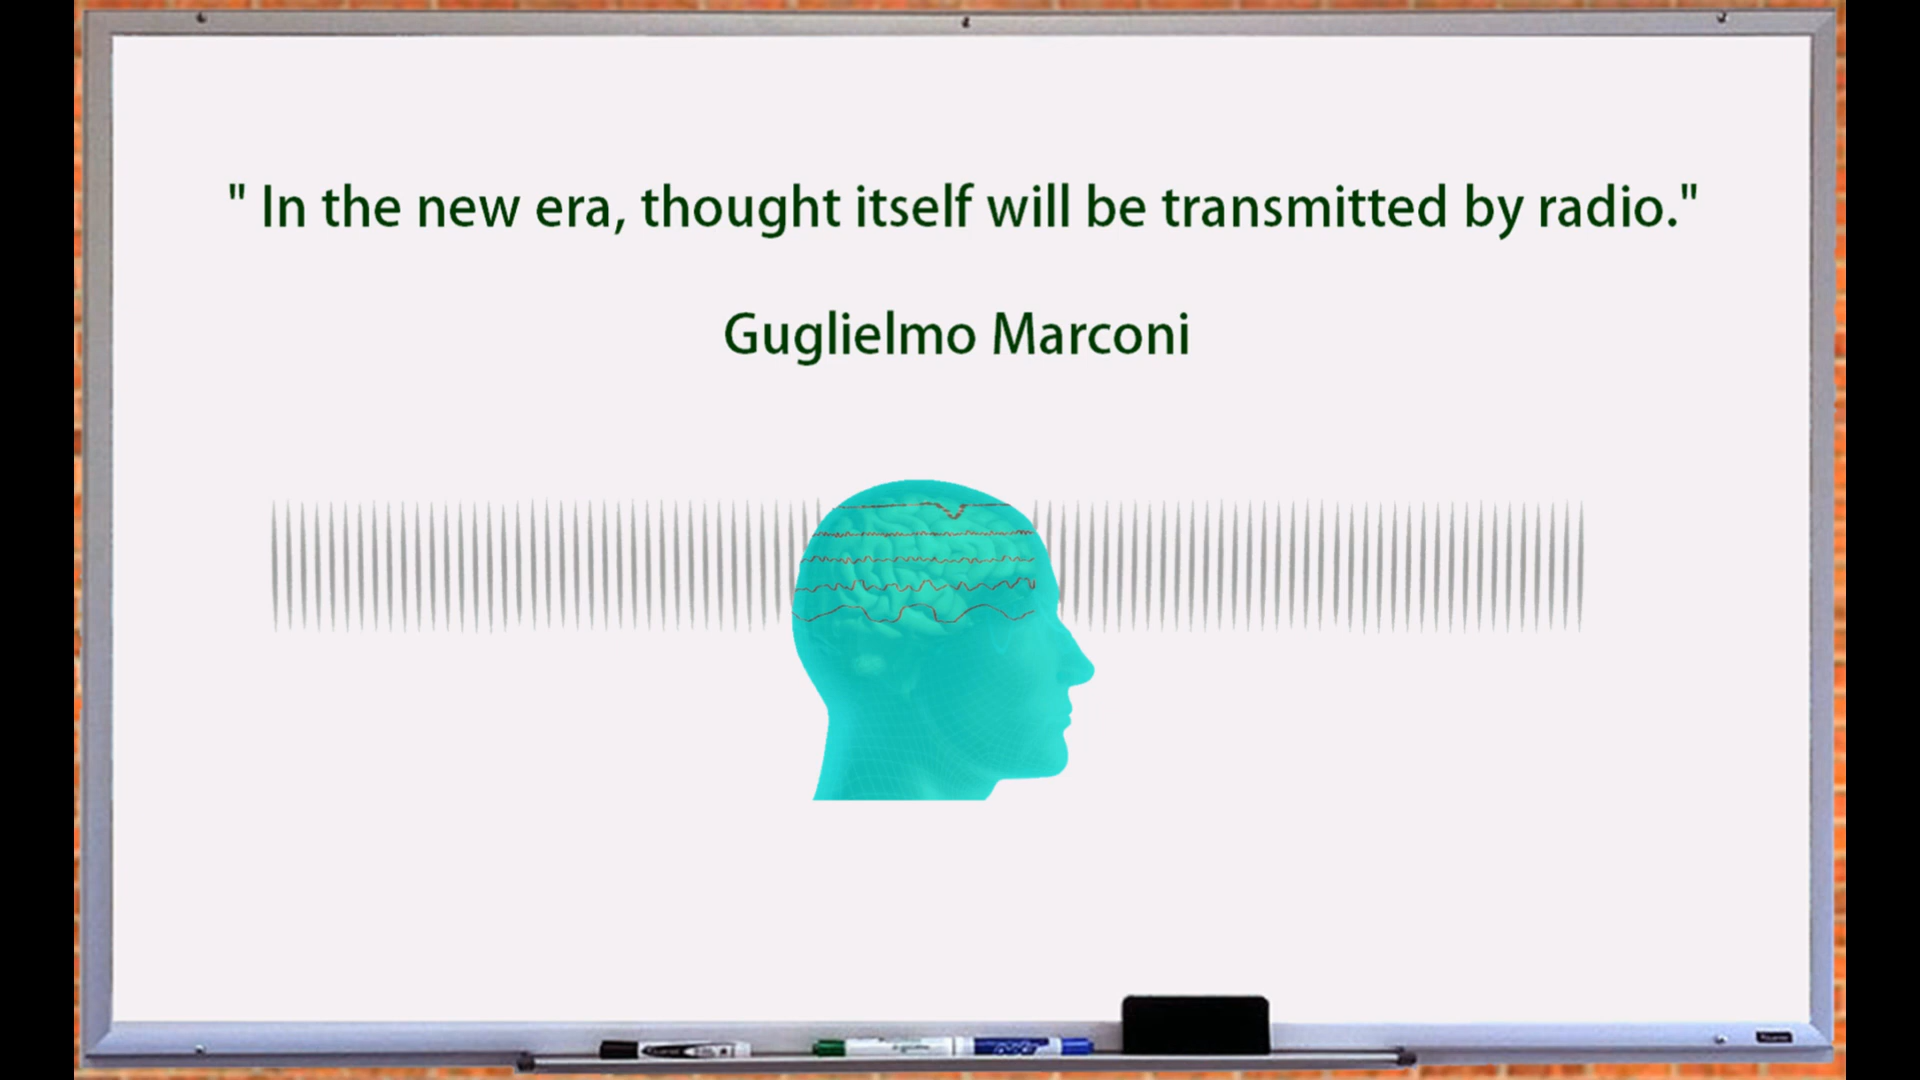 " In the new era, thought itself will be transmitted by radio."
Guglielmo Marconi